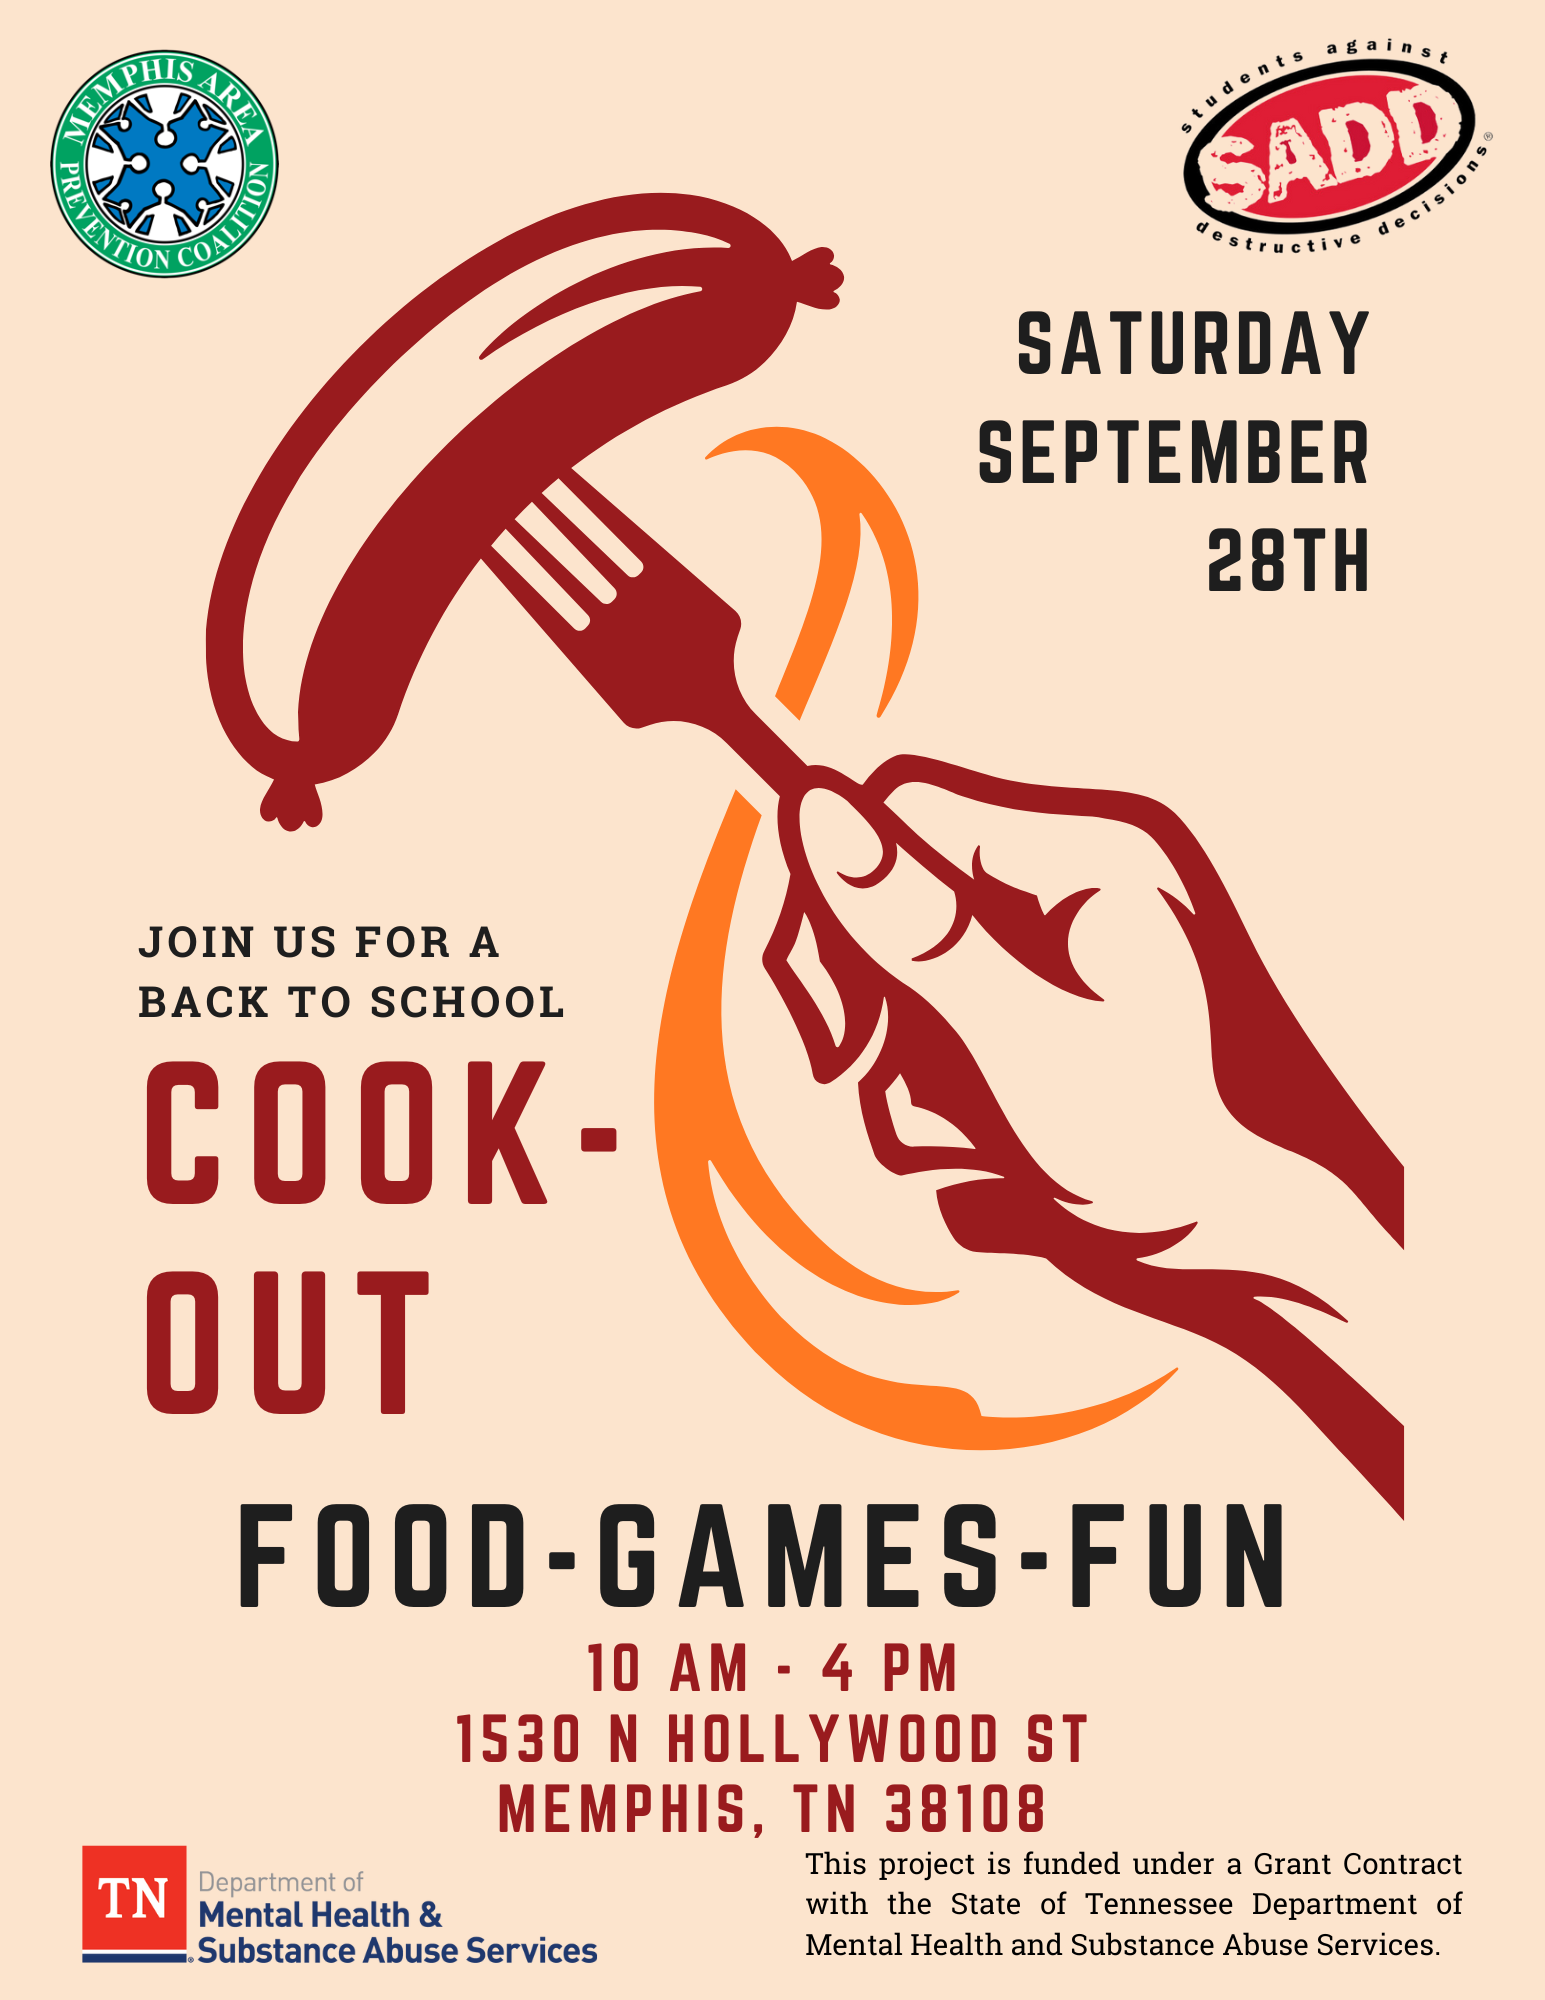 MEMPHIS AREA
PREVENTION COALITION
students against
SADD
®
destructive decisions
SATURDAY
SEPTEMBER
28TH
JOIN US FOR A
BACK TO SCHOOL
COOK-
OUT
FOOD-GAMES-FUN
10 AM - 4 PM
1530 N HOLLYWOOD ST
MEMPHIS, TN 38108
TN
Department of
Mental Health &
Substance Abuse Services
This project is funded under a Grant Contract
with the State of Tennessee Department of
Mental Health and Substance Abuse Services.